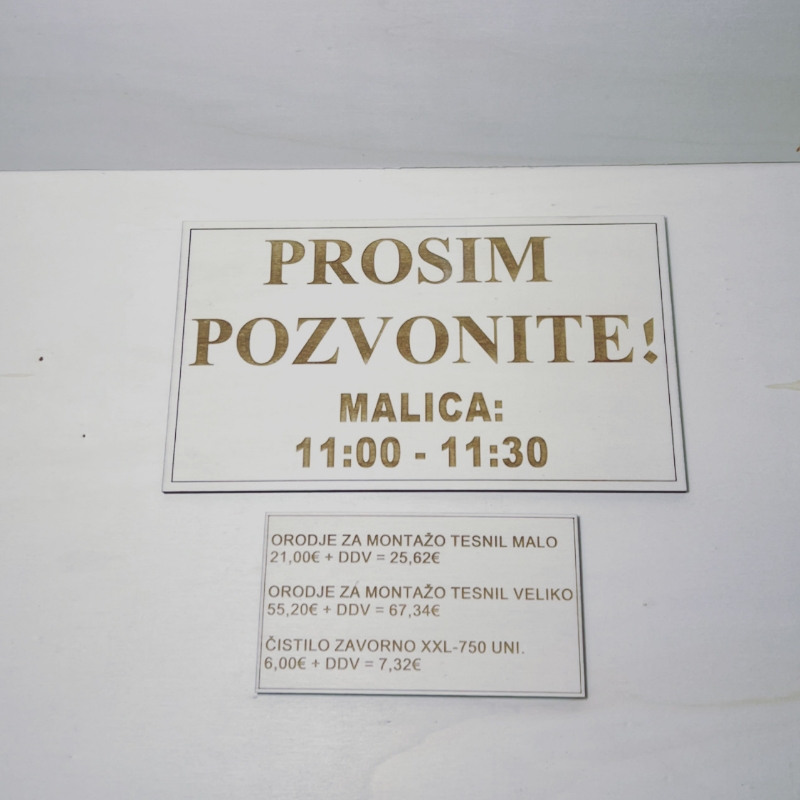 PROSIM
POZVONITE!
MALICA:
11:00 - 11:30
ORODJE ZA MONTAŽO TESNIL MALO
21,00€ + DDV = 25,62€
ORODJE ZA MONTAŽO TESNIL VELIKO
55,20€ + DDV = 67,34€
ČISTILO ZAVORNO XXL-750 UNI.
6,00€ + DDV = 7,32€